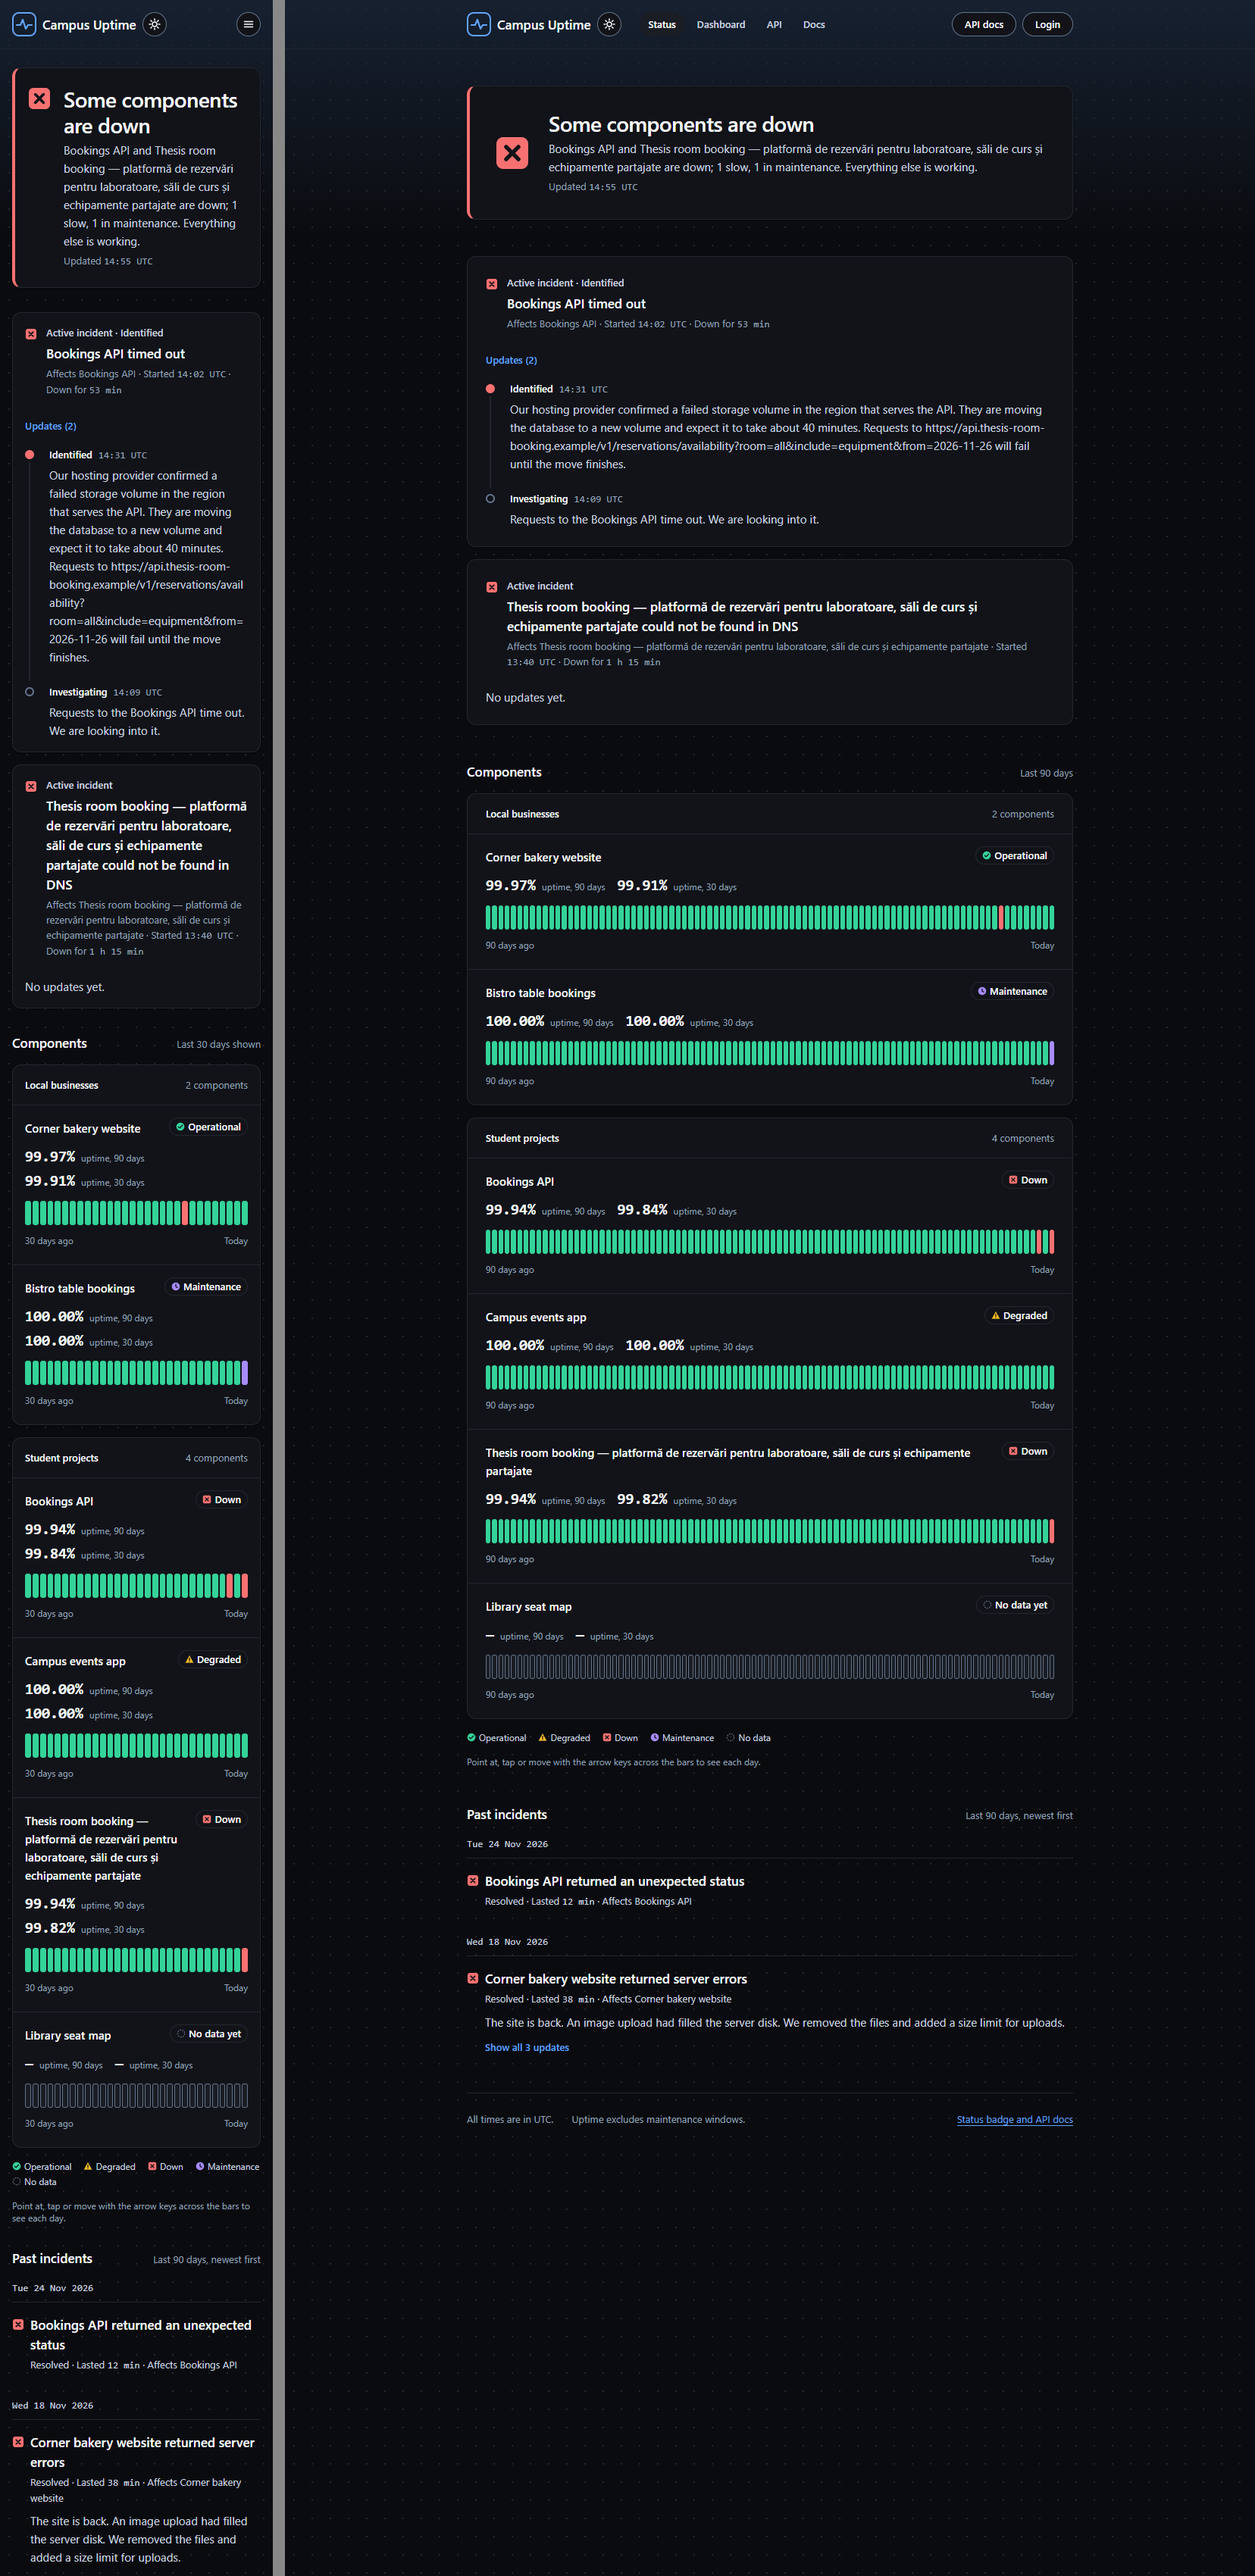 Campus Uptime
Some components
are down
Bookings API and Thesis room
booking — platformă de rezervări
pentru laboratoare, săli de curs și
echipamente partajate are down; 1
slow, 1 in maintenance. Everything
else is working.
Updated 14:55 UTC
Active incident · Identified
Bookings API timed out
Affects Bookings API · Started 14:02 UTC ·
Down for 53 min
Updates (2)
Identified 14:31 UTC
Our hosting provider confirmed a
failed storage volume in the region
that serves the API. They are moving
the database to a new volume and
expect it to take about 40 minutes.
Requests to https://api.thesis-room-
booking.example/v1/reservations/avail
ability?
room=all&include=equipment&from=
2026-11-26 will fail until the move
finishes.
Investigating 14:09 UTC
Requests to the Bookings API time out.
We are looking into it.
Active incident
Thesis room booking — platformă
de rezervări pentru laboratoare,
săli de curs și echipamente
partajate could not be found in
DNS
Affects Thesis room booking — platformă de
rezervări pentru laboratoare, săli de curs și
echipamente partajate · Started 13:40 UTC ·
Down for 1 h 15 min
No updates yet.
Components Last 30 days shown
Local businesses 2 components
Corner bakery website Operational
99.97% uptime, 90 days
99.91% uptime, 30 days
30 days ago Today
Bistro table bookings Maintenance
100.00% uptime, 90 days
100.00% uptime, 30 days
30 days ago Today
Student projects 4 components
Bookings API Down
99.94% uptime, 90 days
99.84% uptime, 30 days
30 days ago Today
Campus events app Degraded
100.00% uptime, 90 days
100.00% uptime, 30 days
30 days ago Today
Thesis room booking — Down
platformă de rezervări pentru
laboratoare, săli de curs și
echipamente partajate
99.94% uptime, 90 days
99.82% uptime, 30 days
30 days ago Today
Library seat map No data yet
— uptime, 90 days — uptime, 30 days
30 days ago Today
Operational Degraded Down Maintenance
No data
Point at, tap or move with the arrow keys across the bars to
see each day.
Past incidents Last 90 days, newest first
Tue 24 Nov 2026
Bookings API returned an unexpected
status
Resolved · Lasted 12 min · Affects Bookings API
Wed 18 Nov 2026
Corner bakery website returned server
errors
Resolved · Lasted 38 min · Affects Corner bakery
website
The site is back. An image upload had filled
the server disk. We removed the files and
added a size limit for uploads.
Campus Uptime Status Dashboard API Docs API docs Login
Some components are down
Bookings API and Thesis room booking — platformă de rezervări pentru laboratoare, săli de curs și
echipamente partajate are down; 1 slow, 1 in maintenance. Everything else is working.
Updated 14:55 UTC
Active incident · Identified
Bookings API timed out
Affects Bookings API · Started 14:02 UTC · Down for 53 min
Updates (2)
Identified 14:31 UTC
Our hosting provider confirmed a failed storage volume in the region that serves the API. They are moving
the database to a new volume and expect it to take about 40 minutes. Requests to https://api.thesis-room-
booking.example/v1/reservations/availability?room=all&include=equipment&from=2026-11-26 will fail
until the move finishes.
Investigating 14:09 UTC
Requests to the Bookings API time out. We are looking into it.
Active incident
Thesis room booking — platformă de rezervări pentru laboratoare, săli de curs și
echipamente partajate could not be found in DNS
Affects Thesis room booking — platformă de rezervări pentru laboratoare, săli de curs și echipamente partajate · Started
13:40 UTC · Down for 1 h 15 min
No updates yet.
Components Last 90 days
Local businesses 2 components
Corner bakery website Operational
99.97% uptime, 90 days 99.91% uptime, 30 days
90 days ago Today
Bistro table bookings Maintenance
100.00% uptime, 90 days 100.00% uptime, 30 days
90 days ago Today
Student projects 4 components
Bookings API Down
99.94% uptime, 90 days 99.84% uptime, 30 days
90 days ago Today
Campus events app Degraded
100.00% uptime, 90 days 100.00% uptime, 30 days
90 days ago Today
Thesis room booking — platformă de rezervări pentru laboratoare, săli de curs și echipamente Down
partajate
99.94% uptime, 90 days 99.82% uptime, 30 days
90 days ago Today
Library seat map No data yet
— uptime, 90 days — uptime, 30 days
90 days ago Today
Operational Degraded Down Maintenance No data
Point at, tap or move with the arrow keys across the bars to see each day.
Past incidents Last 90 days, newest first
Tue 24 Nov 2026
Bookings API returned an unexpected status
Resolved · Lasted 12 min · Affects Bookings API
Wed 18 Nov 2026
Corner bakery website returned server errors
Resolved · Lasted 38 min · Affects Corner bakery website
The site is back. An image upload had filled the server disk. We removed the files and added a size limit for uploads.
Show all 3 updates
All times are in UTC. Uptime excludes maintenance windows. Status badge and API docs